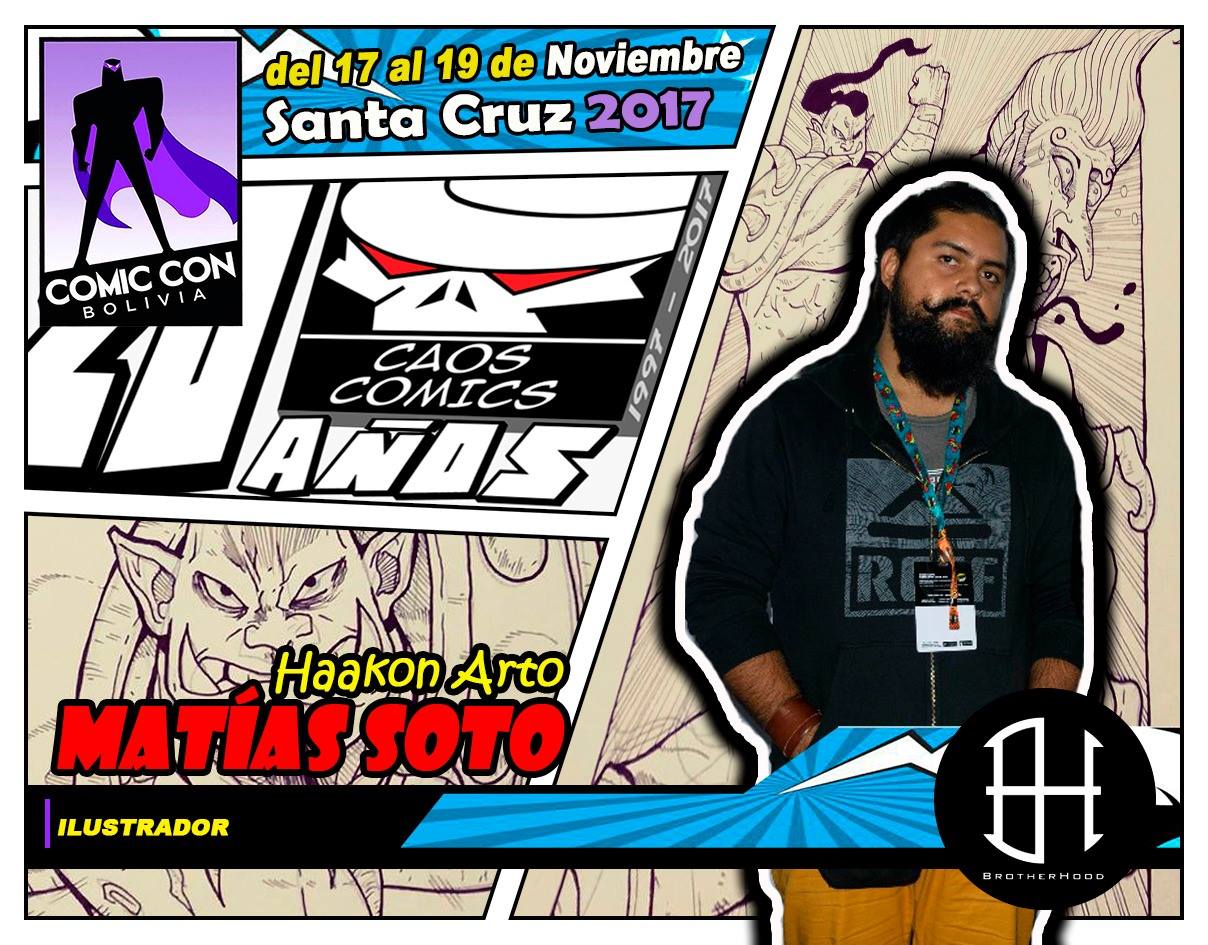 del 17 al 19 de Noviembre
Santa Cruz 2017
COMIC CON
BOLIVIA
CAOS
COMICS
1997 - 2017
AÑOS
Haakon Arto
MATÍAS SOTO
ILUSTRADOR
BH
BROTHERHOOD